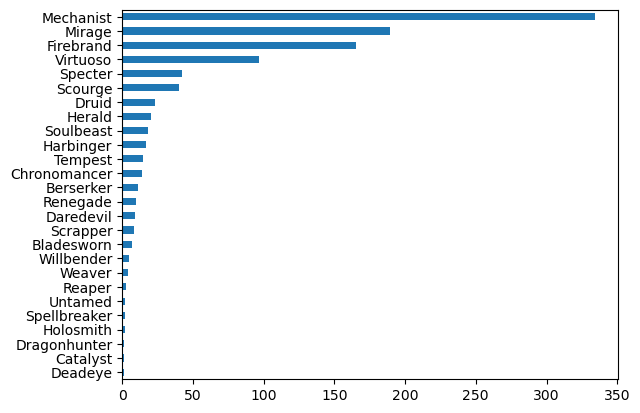 Mechanist
Mirage
Firebrand
Virtuoso
Specter
Scourge
Druid
Herald
Soulbeast
Harbinger
Tempest
Chronomancer
Berserker
Renegade
Daredevil
Scrapper
Bladesworn
Willbender
Weaver
Reaper
Untamed
Spellbreaker
Holosmith
Dragonhunter
Catalyst
Deadeye
0 50 100 150 200 250 300 350